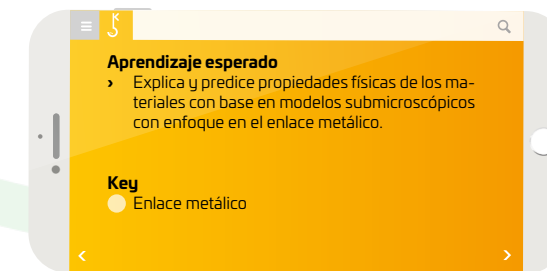 Aprendizaje esperado
› Explica y predice propiedades físicas de los ma-
teriales con base en modelos submicroscópicos
con enfoque en el enlace metálico.
Key
Enlace metálico